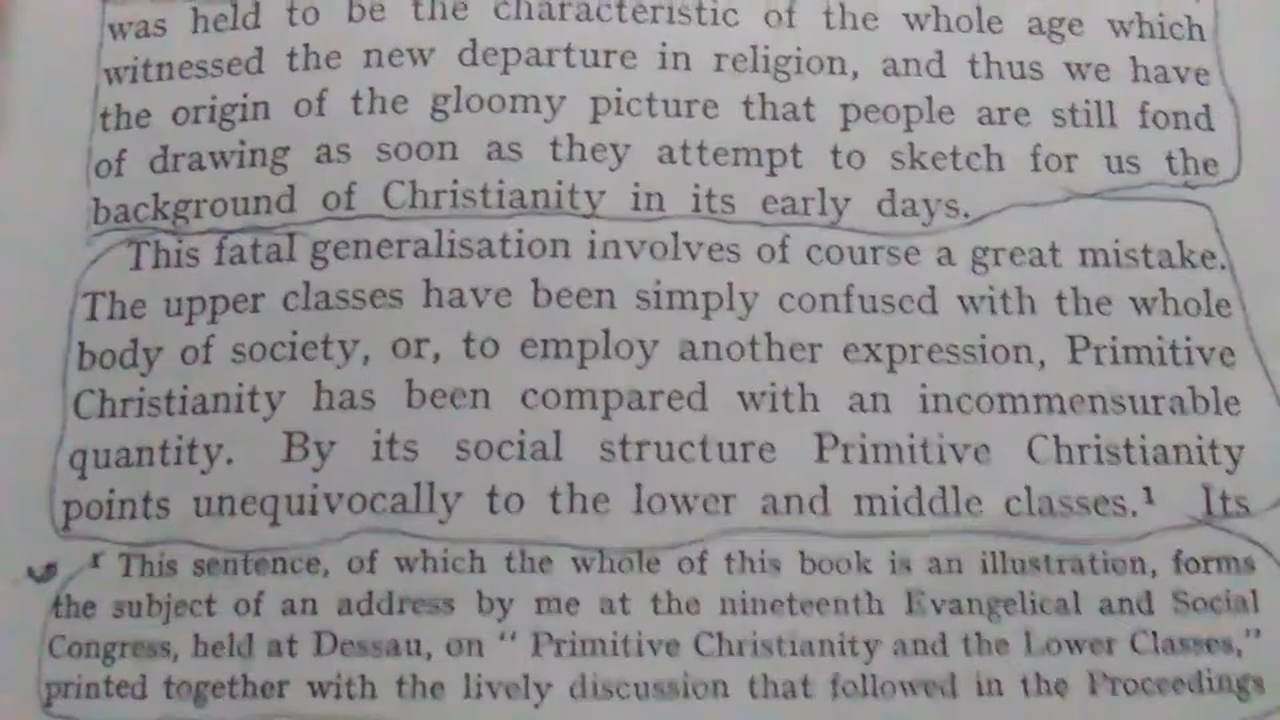 was held to be the characteristic of the whole age which
witnessed the new departure in religion, and thus we have
the origin of the gloomy picture that people are still fond
of drawing as soon as they attempt to sketch for us the
background of Christianity in its early days.
This fatal generalisation involves of course a great mistake.
The upper classes have been simply confused with the whole
body of society, or, to employ another expression, Primitive
Christianity has been compared with an incommensurable
quantity. By its social structure Primitive Christianity
points unequivocally to the lower and middle classes.¹ Its
¹ This sentence, of which the whole of this book is an illustration, forms
the subject of an address by me at the nineteenth Evangelical and Social
Congress, held at Dessau, on “ Primitive Christianity and the Lower Classes,”
printed together with the lively discussion that followed in the Proceedings